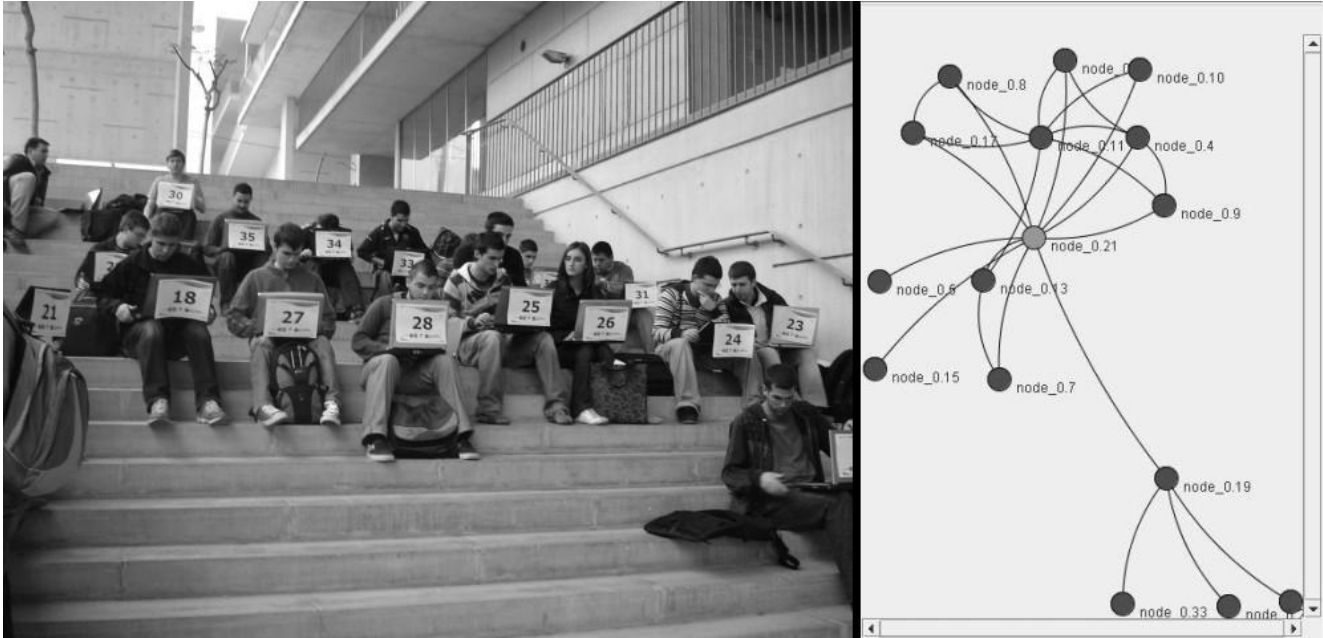 30
35
34
33
21
18
27
28
25
26
31
24
23
node_0.8
node_0.10
node_0.17
node_0.11
node_0.4
node_0.9
node_0.21
node_0.6
node_0.13
node_0.15
node_0.7
node_0.19
node_0.33